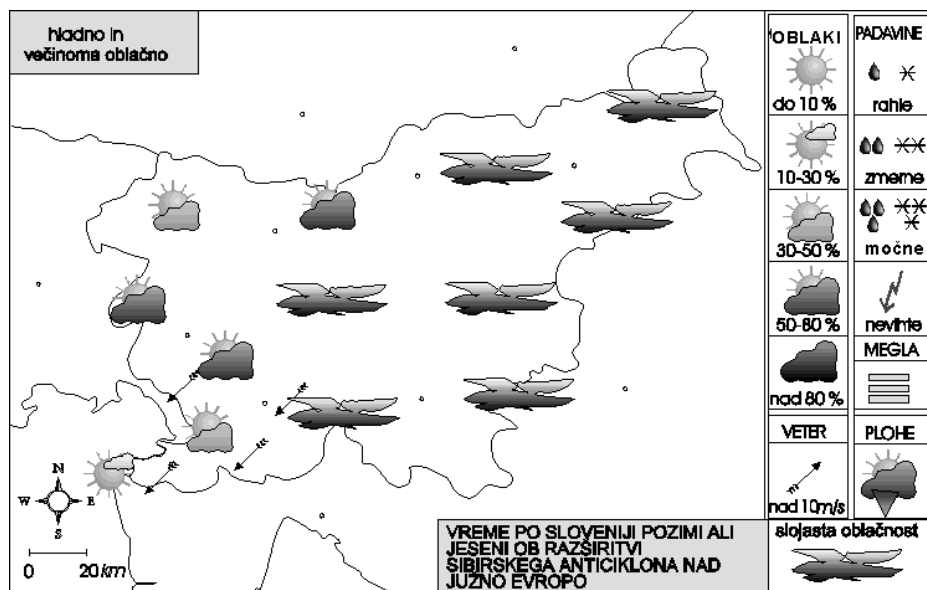 hladno in
večinoma oblačno
OBLAKI
do 10 %
10-30 %
30-50 %
50-80 %
nad 80 %
VETER
nad 10m/s
PADAVINE
rahle
zmerne
močne
nevihte
MEGLA
PLOHE
slojasta oblačnost
N
W E
S
0 20 km
VREME PO SLOVENIJI POZIMI ALI
JESENI OB RAZŠIRITVI
SIBIRSKEGA ANTICIKLONA NAD
JUŽNO EVROPO